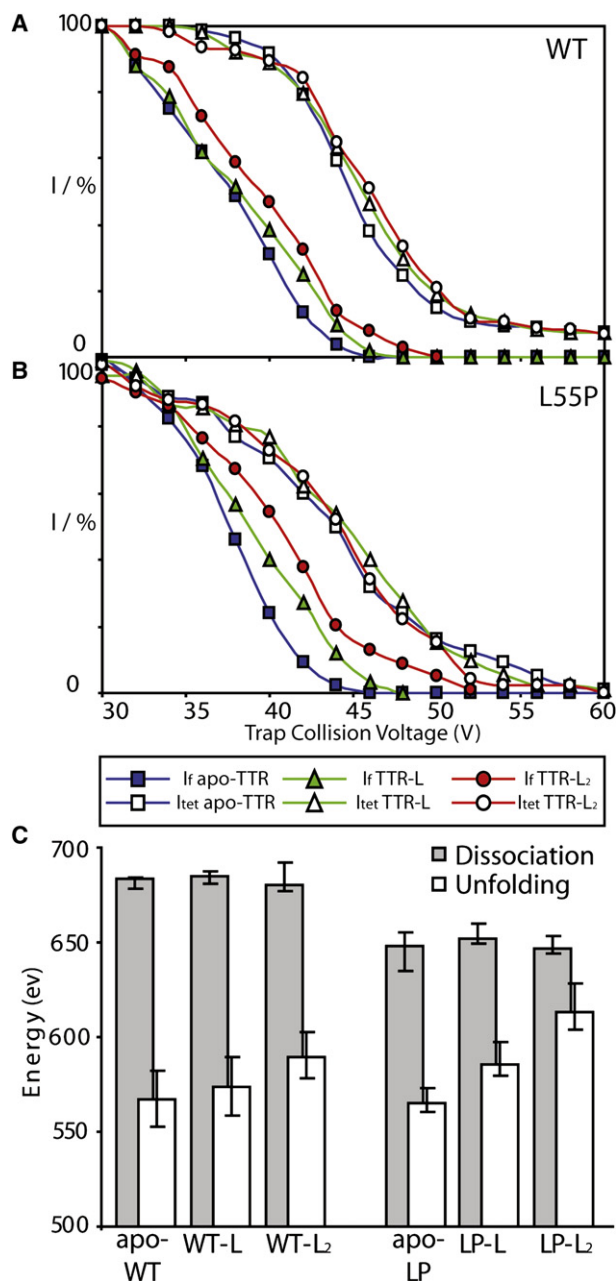 A
100
WT
I / %
0
B
100
L55P
I / %
0
30 35 40 45 50 55 60
Trap Collision Voltage (V)
If apo-TTR If TTR-L If TTR-L₂
Itet apo-TTR Itet TTR-L Itet TTR-L₂
C
700
Dissociation
Unfolding
650
600
550
500
Energy (ev)
apo-WT WT-L WT-L₂ apo-LP LP-L LP-L₂